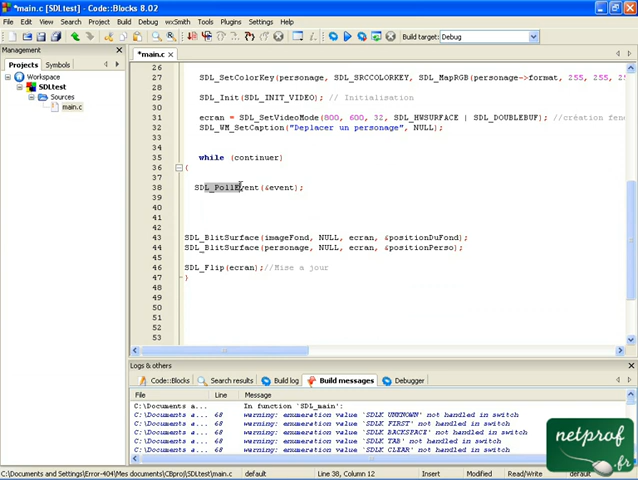 *main.c [SDLtest] - Code::Blocks 8.02
File Edit View Search Project Build Debug wxSmith Tools Plugins Settings Help
Build target: Debug
Management
Projects Symbols
Workspace
SDLtest
Sources
main.c
*main.c
26
27 SDL_SetColorKey(personage, SDL_SRCCOLORKEY, SDL_MapRGB(personage->format, 255, 255, 2
28
29 SDL_Init(SDL_INIT_VIDEO); // Initialisation
30
31 ecran = SDL_SetVideoMode(800, 600, 32, SDL_HWSURFACE | SDL_DOUBLEBUF); //création fen
32 SDL_WM_SetCaption("Deplacer un personage", NULL);
33
34
35 while (continuer)
36 {
37
38 SDL_PollEvent(&event);
39
40
41
42
43 SDL_BlitSurface(imageFond, NULL, ecran, &positionDuFond);
44 SDL_BlitSurface(personage, NULL, ecran, &positionPerso);
45
46 SDL_Flip(ecran);//Mise a jour
47 }
48
49
50
51
52
53
Logs & others
Code::Blocks Search results Build log Build messages Debugger
File Line Message
C:\Documents a... In function `SDL_main':
C:\Documents a... 68 warning: enumeration value 'SDLK_UNKNOWN' not handled in switch
C:\Documents a... 68 warning: enumeration value 'SDLK_FIRST' not handled in switch
C:\Documents a... 68 warning: enumeration value 'SDLK_BACKSPACE' not handled in switch
C:\Documents a... 68 warning: enumeration value 'SDLK_TAB' not handled in switch
C:\Documents a... 68 warning: enumeration value 'SDLK_CLEAR' not handled in switch
netprof
.fr
C:\Documents and Settings\Error-404\Mes documents\CBproj\SDLtest\main.c default Line 38, Column 12 Insert Modified Read/Write default